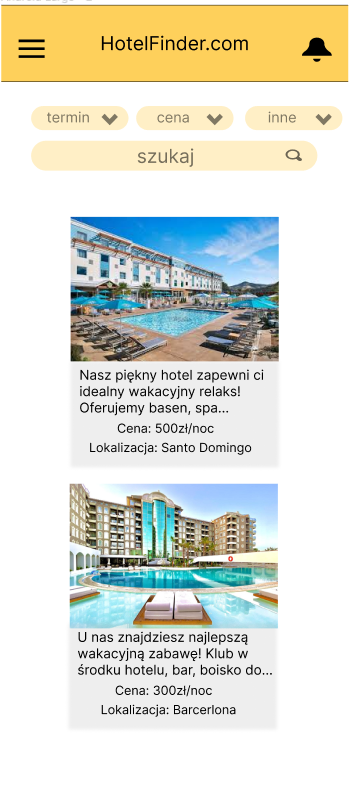 HotelFinder.com
termin cena inne
szukaj
Nasz piękny hotel zapewni ci
idealny wakacyjny relaks!
Oferujemy basen, spa...
Cena: 500zł/noc
Lokalizacja: Santo Domingo
U nas znajdziesz najlepszą
wakacyjną zabawę! Klub w
środku hotelu, bar, boisko do...
Cena: 300zł/noc
Lokalizacja: Barcerlona